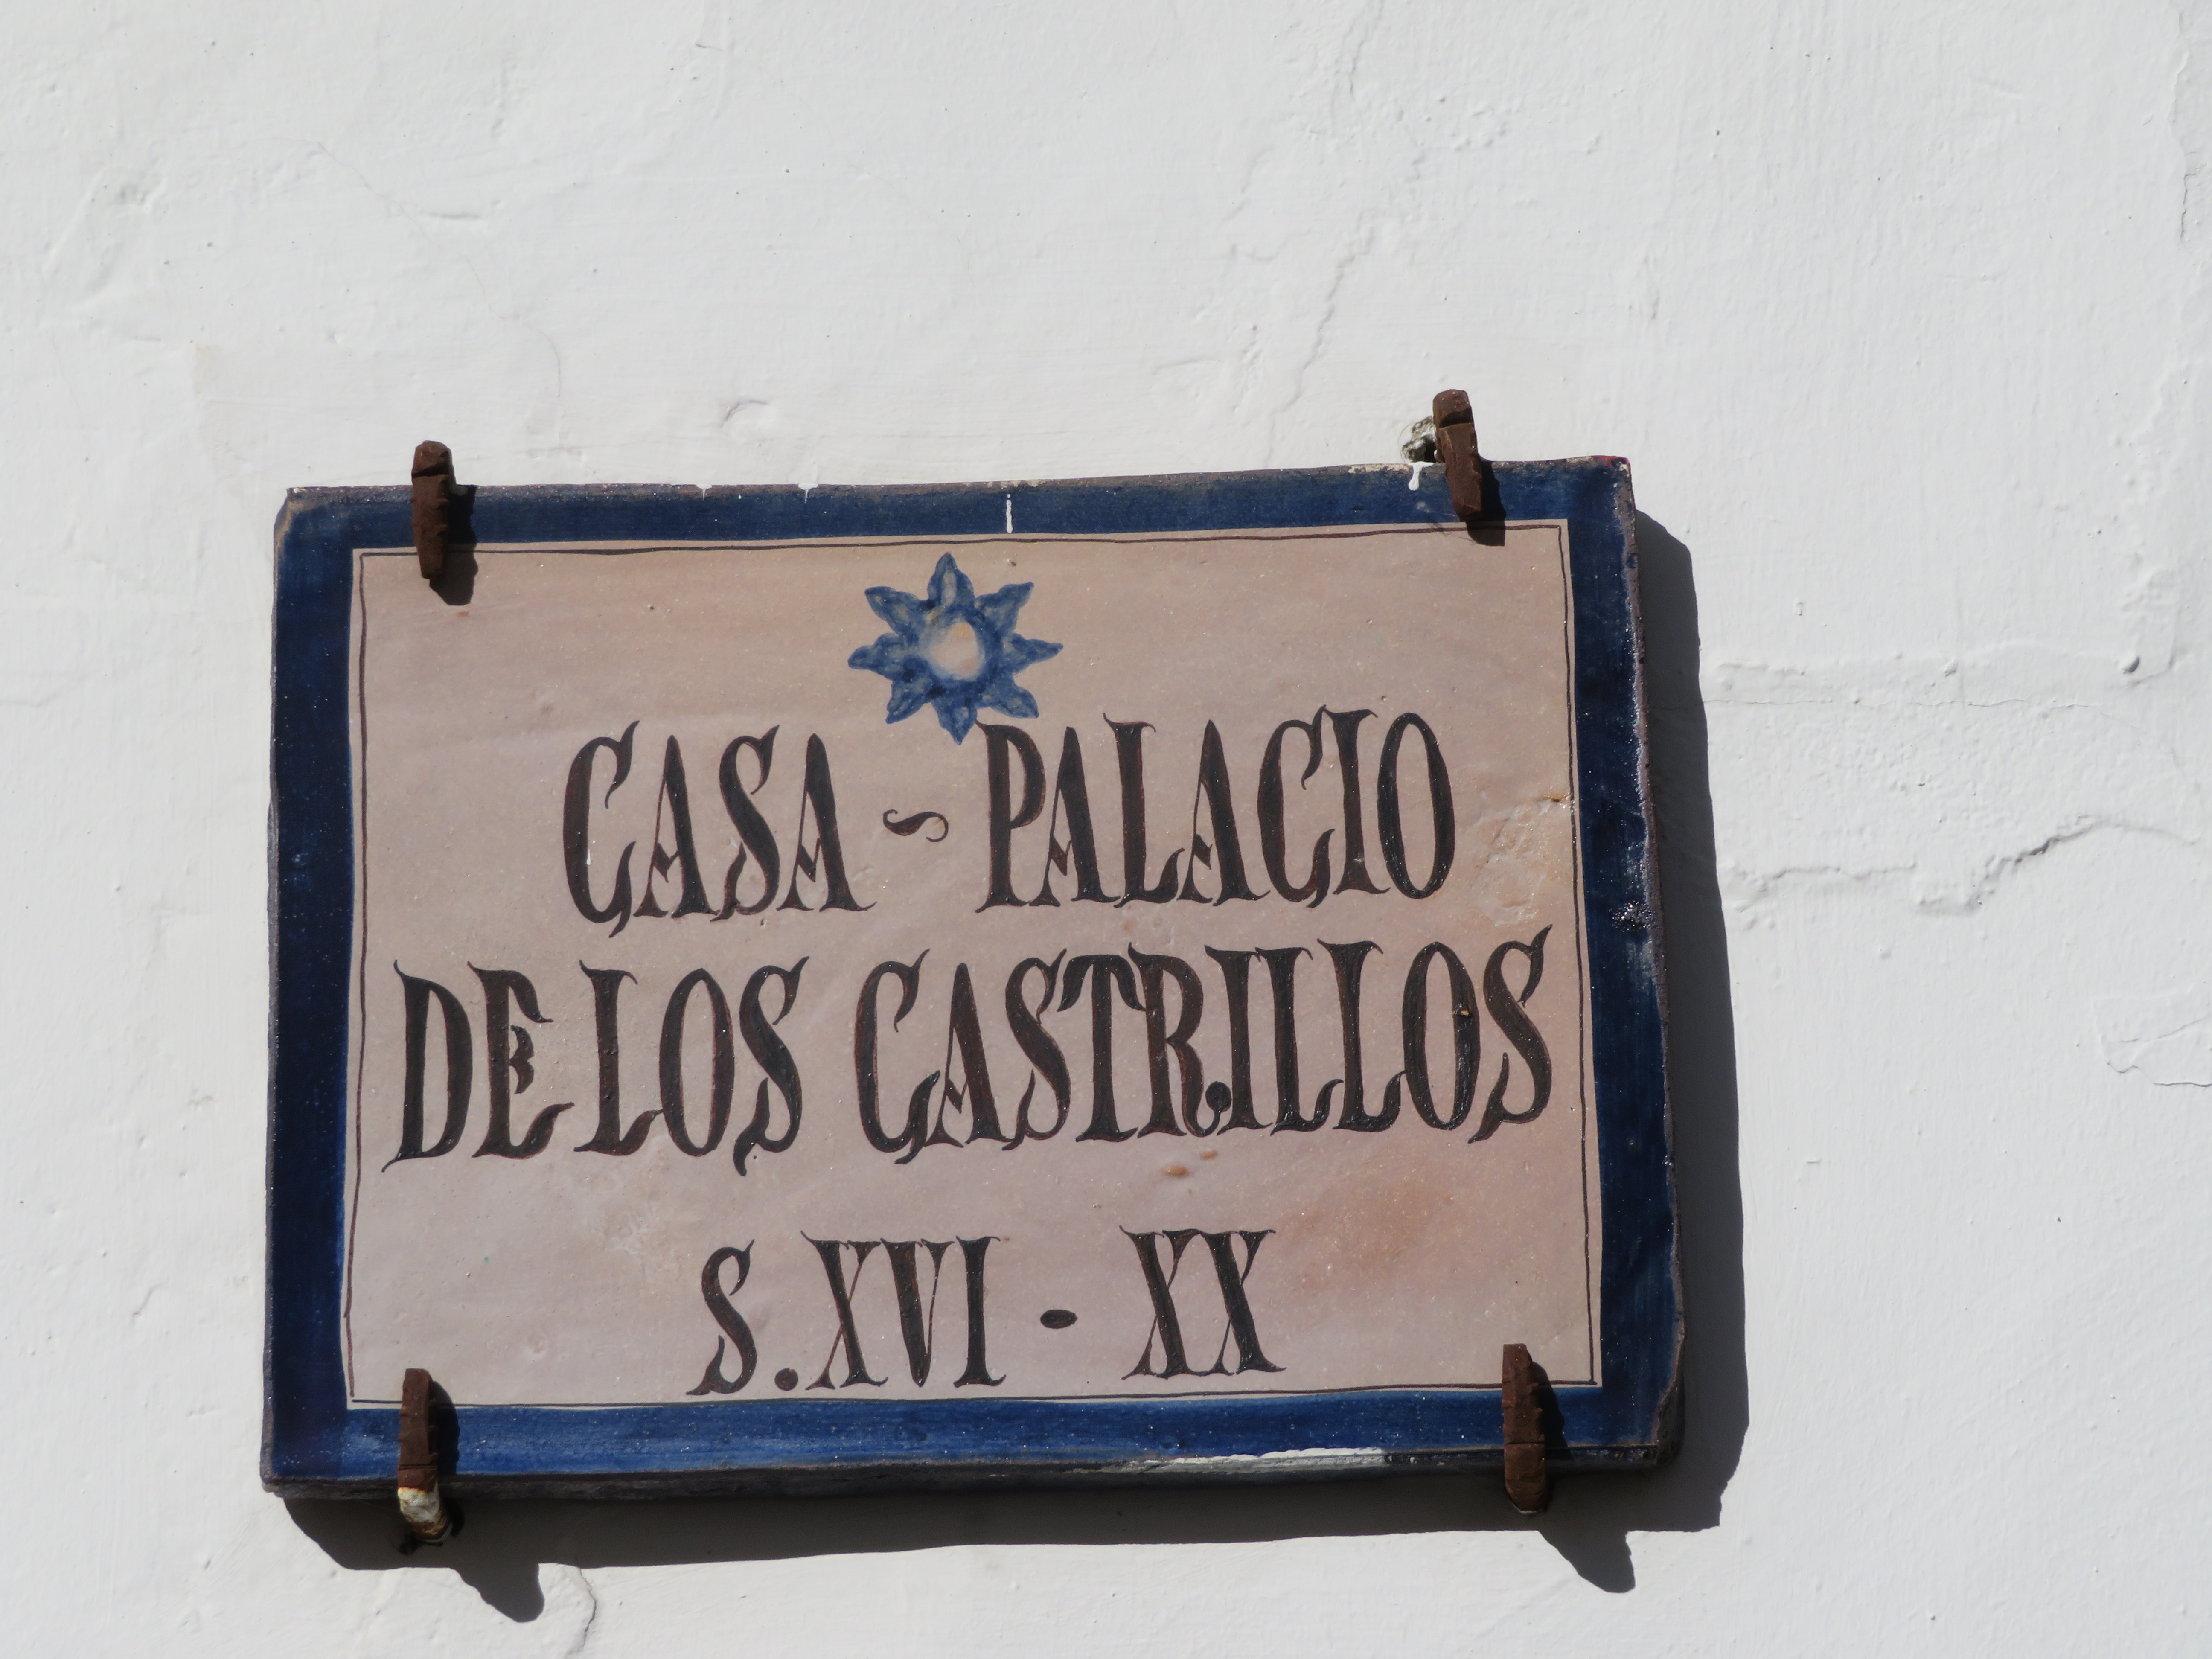 CASA ~ PALACIO
DE LOS CASTRILLOS
S. XVI - XX